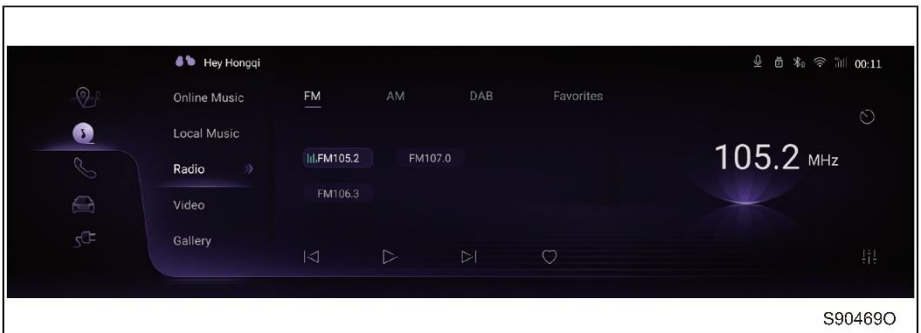 Hey Hongqi
00:11
Online Music
FM
AM
DAB
Favorites
Local Music
Radio
FM105.2
FM107.0
105.2 MHz
FM106.3
Video
Gallery
S90469O